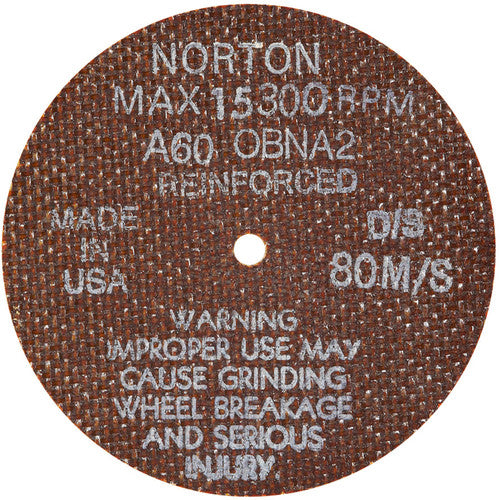 NORTON
MAX 15300 RPM
A60 OBNA2
REINFORCED
MADE
IN
USA
D/9
80M/S
WARNING
IMPROPER USE MAY
CAUSE GRINDING
WHEEL BREAKAGE
AND SERIOUS
INJURY